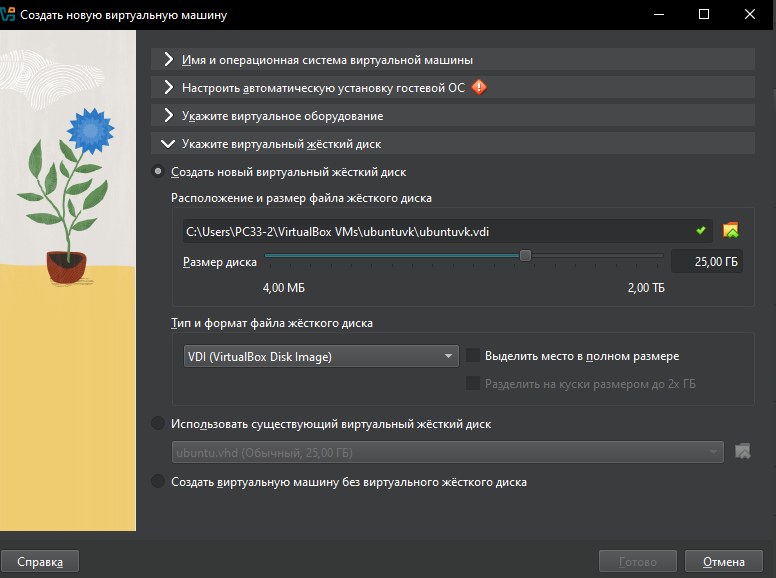 Создать новую виртуальную машину
Имя и операционная система виртуальной машины
Настроить автоматическую установку гостевой ОС
Укажите виртуальное оборудование
Укажите виртуальный жёсткий диск
Создать новый виртуальный жёсткий диск
Расположение и размер файла жёсткого диска
C:\Users\PC33-2\VirtualBox VMs\ubuntuvk\ubuntuvk.vdi
Размер диска
25,00 ГБ
4,00 МБ 2,00 ТБ
Тип и формат файла жёсткого диска
VDI (VirtualBox Disk Image) Выделить место в полном размере
Разделить на куски размером до 2х ГБ
Использовать существующий виртуальный жёсткий диск
ubuntu.vhd (Обычный, 25,00 ГБ)
Создать виртуальную машину без виртуального жёсткого диска
Справка Готово Отмена